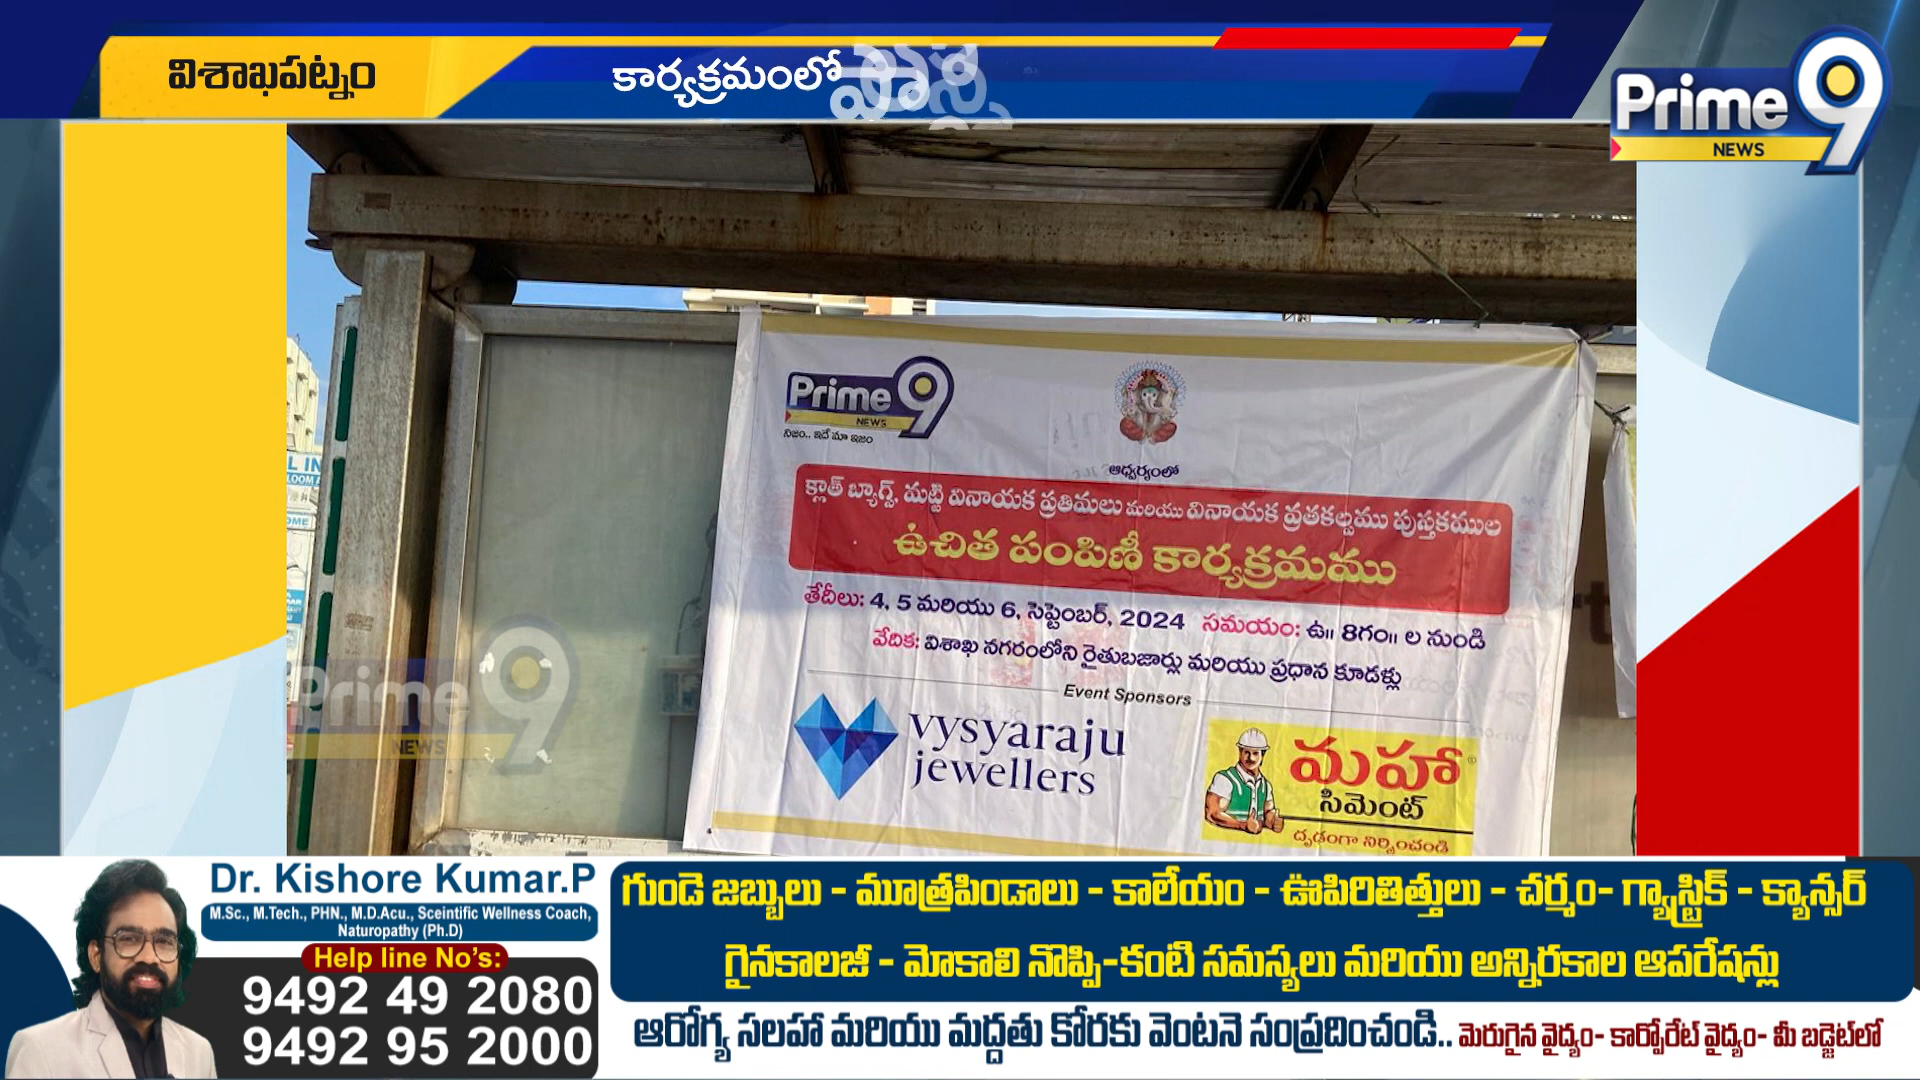 విశాఖపట్నం
కార్యక్రమంలో
Prime9
NEWS
Prime9
NEWS
నిజం.. ఇదే మా ఇజం
ఆధ్వర్యంలో
క్లాత్ బ్యాగ్స్, మట్టి వినాయక ప్రతిమలు మరియు వినాయక వ్రతకల్పము పుస్తకముల
ఉచిత పంపిణీ కార్యక్రమము
తేదీలు: 4, 5 మరియు 6, సెప్టెంబర్, 2024 సమయం: ఉ॥ 8గం॥ ల నుండి
వేదిక: విశాఖ నగరంలోని రైతుబజార్లు మరియు ప్రధాన కూడళ్లు
Event Sponsors
vysyaraju
jewellers
మహా
సిమెంట్
దృఢంగా నిర్మించండి
Prime9
NEWS
Dr. Kishore Kumar.P
M.Sc., M.Tech., PHN., M.D.Acu., Sceintific Wellness Coach,
Naturopathy (Ph.D)
Help line No's:
9492 49 2080
9492 95 2000
గుండె జబ్బులు - మూత్రపిండాలు - కాలేయం - ఊపిరితిత్తులు - చర్మం- గ్యాస్ట్రిక్ - క్యాన్సర్
గైనకాలజీ - మోకాలి నొప్పి-కంటి సమస్యలు మరియు అన్నిరకాల ఆపరేషన్లు
ఆరోగ్య సలహా మరియు మద్దతు కోరకు వెంటనె సంప్రదించండి.. మెరుగైన వైద్యం- కార్పోరేట్ వైద్యం- మీ బడ్జెట్‌లో